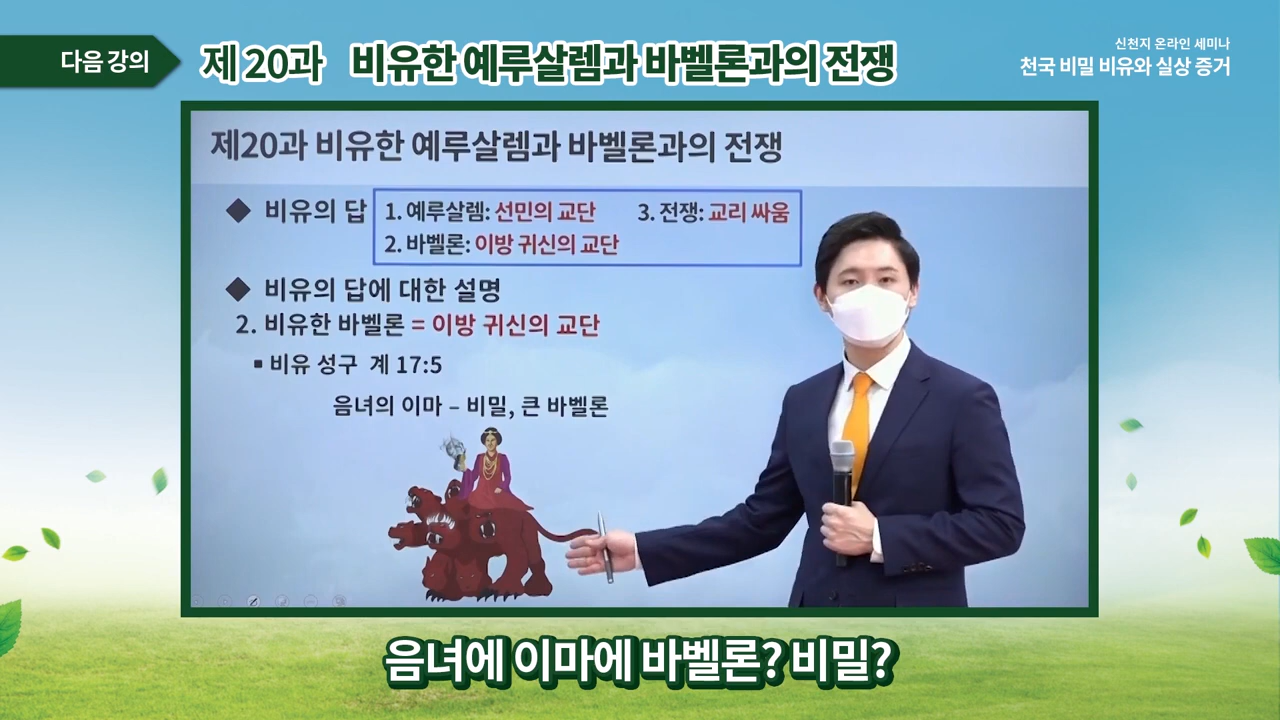 다음 강의
제 20과 비유한 예루살렘과 바벨론과의 전쟁
신천지 온라인 세미나
천국 비밀 비유와 실상 증거
제20과 비유한 예루살렘과 바벨론과의 전쟁
◆ 비유의 답
1. 예루살렘: 선민의 교단 3. 전쟁: 교리 싸움
2. 바벨론: 이방 귀신의 교단
◆ 비유의 답에 대한 설명
2. 비유한 바벨론 = 이방 귀신의 교단
▪ 비유 성구 계 17:5
음녀의 이마 – 비밀, 큰 바벨론
음녀에 이마에 바벨론? 비밀?